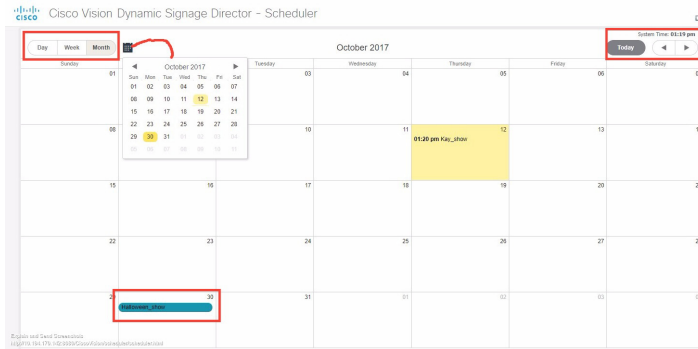 CISCO
Cisco Vision Dynamic Signage Director - Scheduler
System Time: 01:19 pm
Day Week Month
October 2017
Today
Sunday Tuesday Wednesday Thursday Friday Saturday
October 2017
Sun Mon Tue Wed Thu Fri Sat
01 02 03 04 05 06 07
08 09 10 11 12 13 14
15 16 17 18 19 20 21
22 23 24 25 26 27 28
29 30 31 01 02 03 04
05 06 07 08 09 10 11
01 03 04 05 06
08 10 11 12 13
01:20 pm Kay_show
15 16 17 18 19 20
22 23 24 25 26 27
29 30 31 01 02 03
Halloween_show
Explain and Send Screenshots